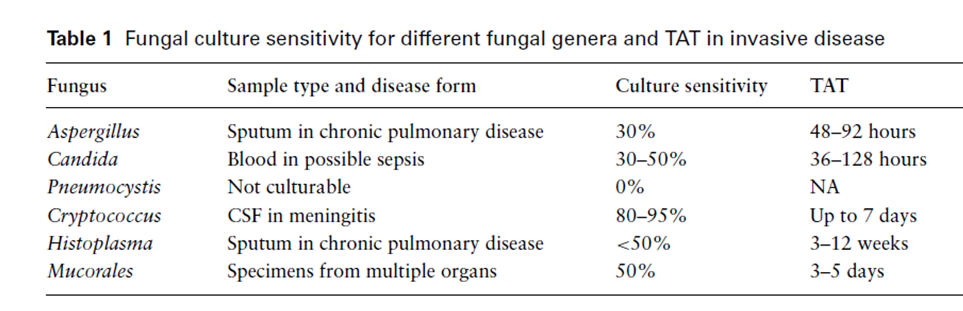 Table 1 Fungal culture sensitivity for different fungal genera and TAT in invasive disease
Fungus Sample type and disease form Culture sensitivity TAT
Aspergillus Sputum in chronic pulmonary disease 30% 48–92 hours
Candida Blood in possible sepsis 30–50% 36–128 hours
Pneumocystis Not culturable 0% NA
Cryptococcus CSF in meningitis 80–95% Up to 7 days
Histoplasma Sputum in chronic pulmonary disease <50% 3–12 weeks
Mucorales Specimens from multiple organs 50% 3–5 days